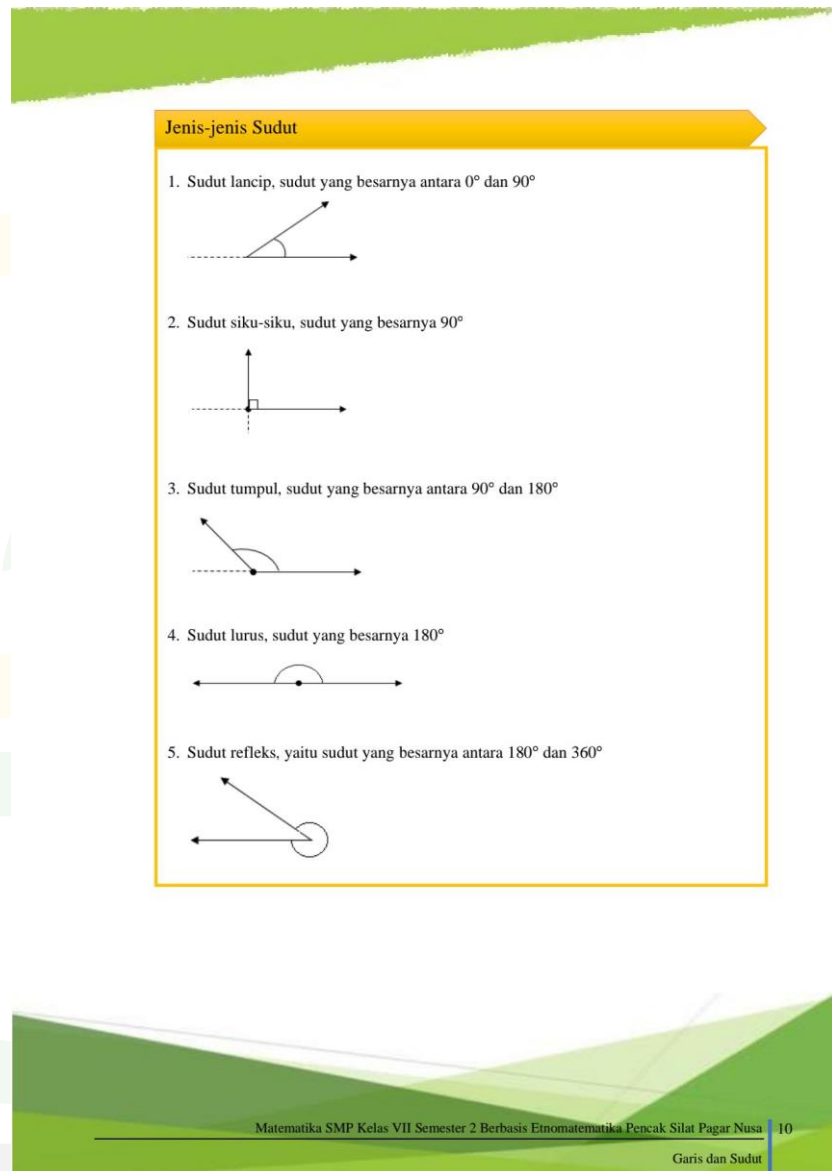 Jenis-jenis Sudut
1. Sudut lancip, sudut yang besarnya antara 0° dan 90°
2. Sudut siku-siku, sudut yang besarnya 90°
3. Sudut tumpul, sudut yang besarnya antara 90° dan 180°
4. Sudut lurus, sudut yang besarnya 180°
5. Sudut refleks, yaitu sudut yang besarnya antara 180° dan 360°
Matematika SMP Kelas VII Semester 2 Berbasis Etnomatematika Pencak Silat Pagar Nusa 10
Garis dan Sudut